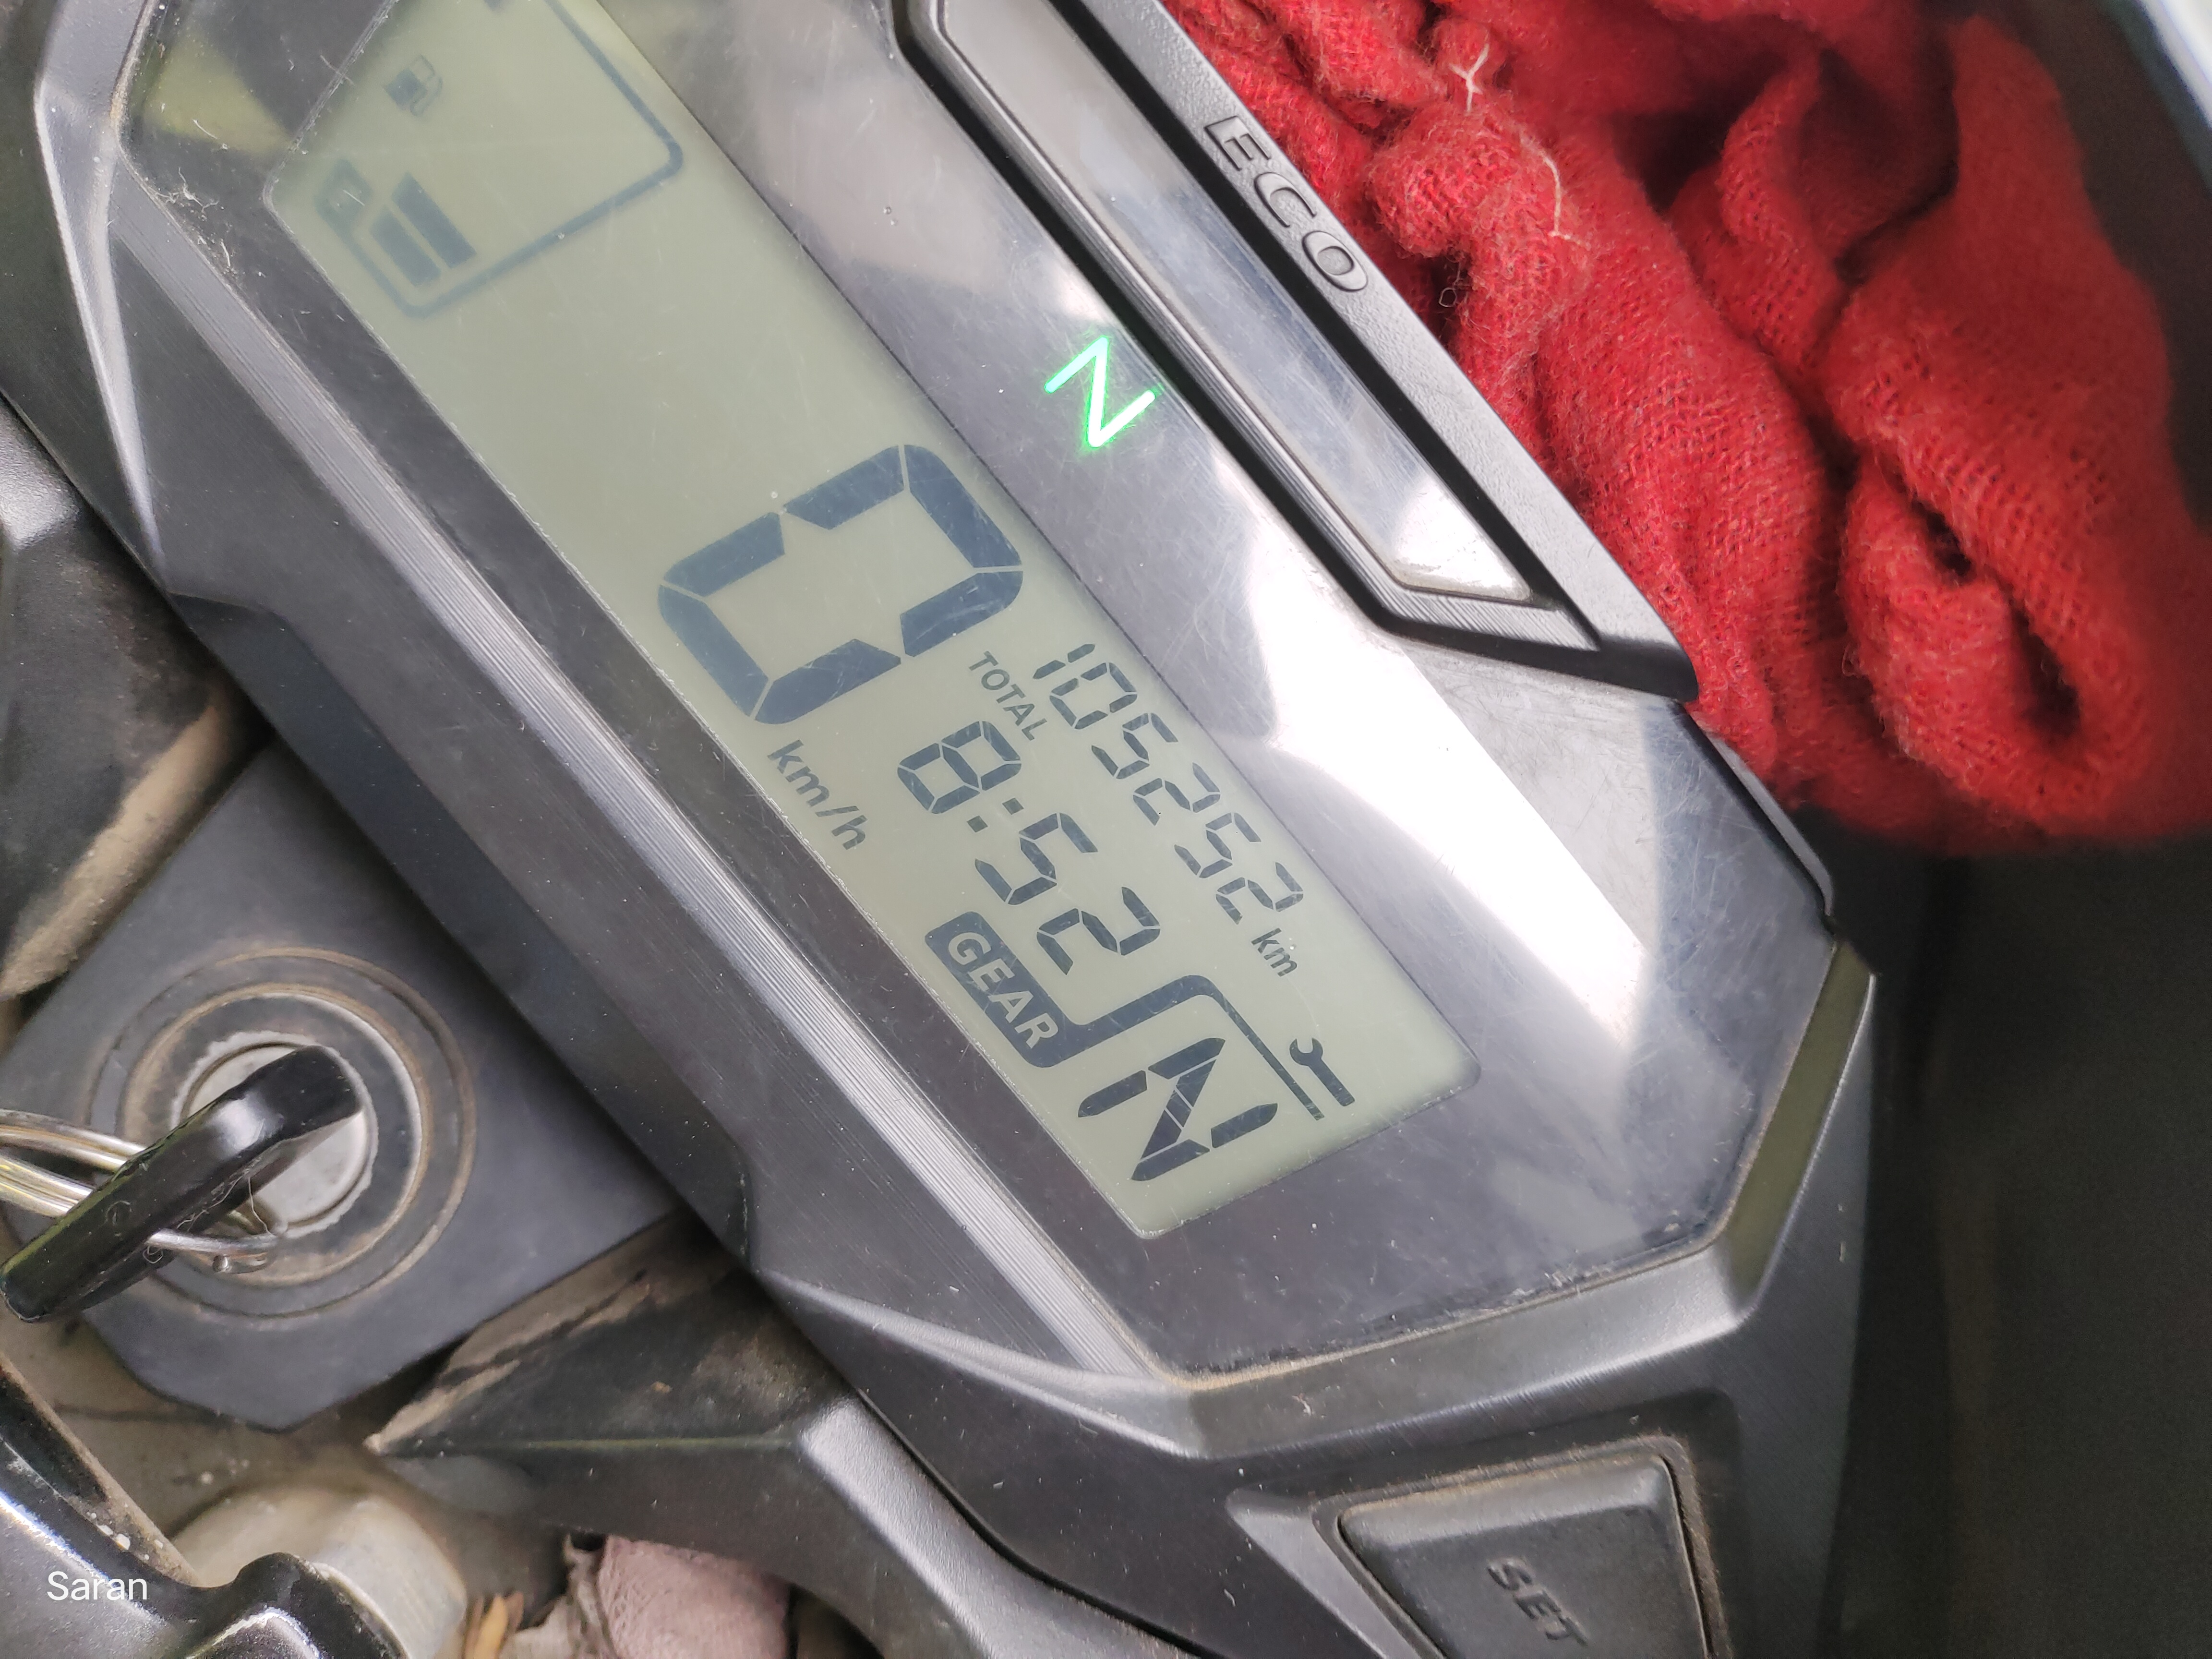 ECO
N
0
km/h
TOTAL
105252 km
8:52
GEAR
N
SET
Saran